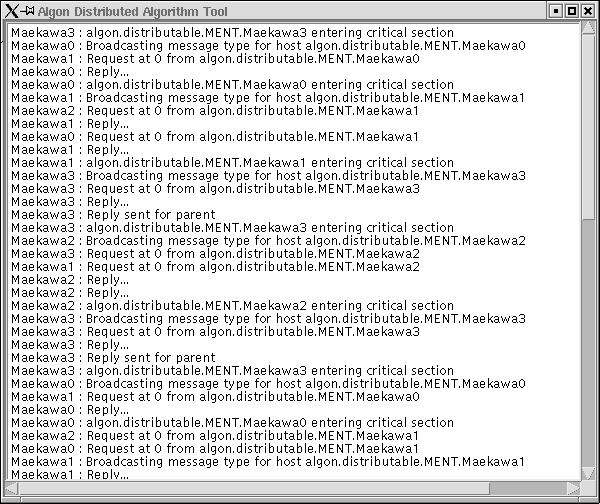 Algon Distributed Algorithm Tool
Maekawa3 : algon.distributable.MENT.Maekawa3 entering critical section
Maekawa0 : Broadcasting message type for host algon.distributable.MENT.Maekawa0
Maekawa1 : Request at 0 from algon.distributable.MENT.Maekawa0
Maekawa0 : Reply...
Maekawa0 : algon.distributable.MENT.Maekawa0 entering critical section
Maekawa1 : Broadcasting message type for host algon.distributable.MENT.Maekawa1
Maekawa2 : Request at 0 from algon.distributable.MENT.Maekawa1
Maekawa1 : Reply...
Maekawa0 : Request at 0 from algon.distributable.MENT.Maekawa1
Maekawa1 : Reply...
Maekawa1 : algon.distributable.MENT.Maekawa1 entering critical section
Maekawa3 : Broadcasting message type for host algon.distributable.MENT.Maekawa3
Maekawa3 : Request at 0 from algon.distributable.MENT.Maekawa3
Maekawa3 : Reply...
Maekawa3 : Reply sent for parent
Maekawa3 : algon.distributable.MENT.Maekawa3 entering critical section
Maekawa2 : Broadcasting message type for host algon.distributable.MENT.Maekawa2
Maekawa3 : Request at 0 from algon.distributable.MENT.Maekawa2
Maekawa1 : Request at 0 from algon.distributable.MENT.Maekawa2
Maekawa2 : Reply...
Maekawa2 : Reply...
Maekawa2 : algon.distributable.MENT.Maekawa2 entering critical section
Maekawa3 : Broadcasting message type for host algon.distributable.MENT.Maekawa3
Maekawa3 : Request at 0 from algon.distributable.MENT.Maekawa3
Maekawa3 : Reply...
Maekawa3 : Reply sent for parent
Maekawa3 : algon.distributable.MENT.Maekawa3 entering critical section
Maekawa0 : Broadcasting message type for host algon.distributable.MENT.Maekawa0
Maekawa1 : Request at 0 from algon.distributable.MENT.Maekawa0
Maekawa0 : Reply...
Maekawa0 : algon.distributable.MENT.Maekawa0 entering critical section
Maekawa2 : Request at 0 from algon.distributable.MENT.Maekawa1
Maekawa0 : Request at 0 from algon.distributable.MENT.Maekawa1
Maekawa1 : Broadcasting message type for host algon.distributable.MENT.Maekawa1
Maekawa1 : Reply...